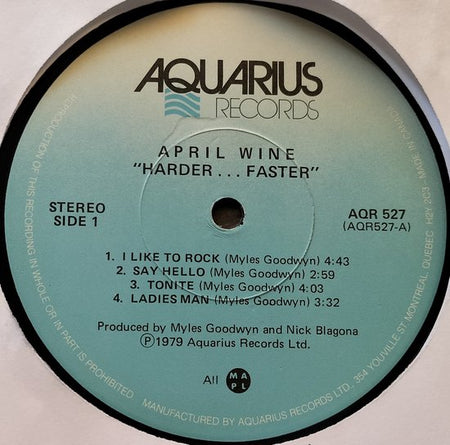 AQUARIUS
RECORDS
APRIL WINE
"HARDER . . . FASTER"
STEREO
SIDE 1
AQR 527
(AQR527-A)
1. I LIKE TO ROCK (Myles Goodwyn) 4:43
2. SAY HELLO (Myles Goodwyn) 2:59
3. TONITE (Myles Goodwyn) 4:03
4. LADIES MAN (Myles Goodwyn) 3:32
Produced by Myles Goodwyn and Nick Blagona
Ⓟ1979 Aquarius Records Ltd.
All MAPL
REPRODUCTION OF THIS RECORDING IN WHOLE OR IN PART IS PROHIBITED.
MANUFACTURED BY AQUARIUS RECORDS LTD., 354 YOUVILLE ST. MONTREAL QUEBEC H2Y 2C3 MADE IN CANADA